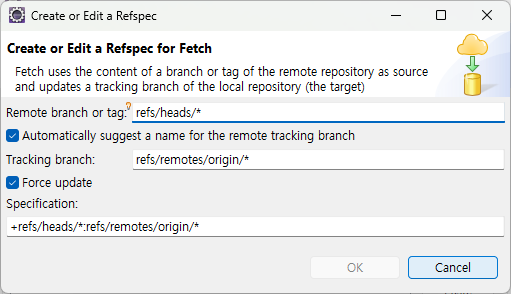 Create or Edit a Refspec
Create or Edit a Refspec for Fetch
Fetch uses the content of a branch or tag of the remote repository as source
and updates a tracking branch of the local repository (the target)
Remote branch or tag: refs/heads/*
Automatically suggest a name for the remote tracking branch
Tracking branch: refs/remotes/origin/*
Force update
Specification:
+refs/heads/*:refs/remotes/origin/*
OK Cancel